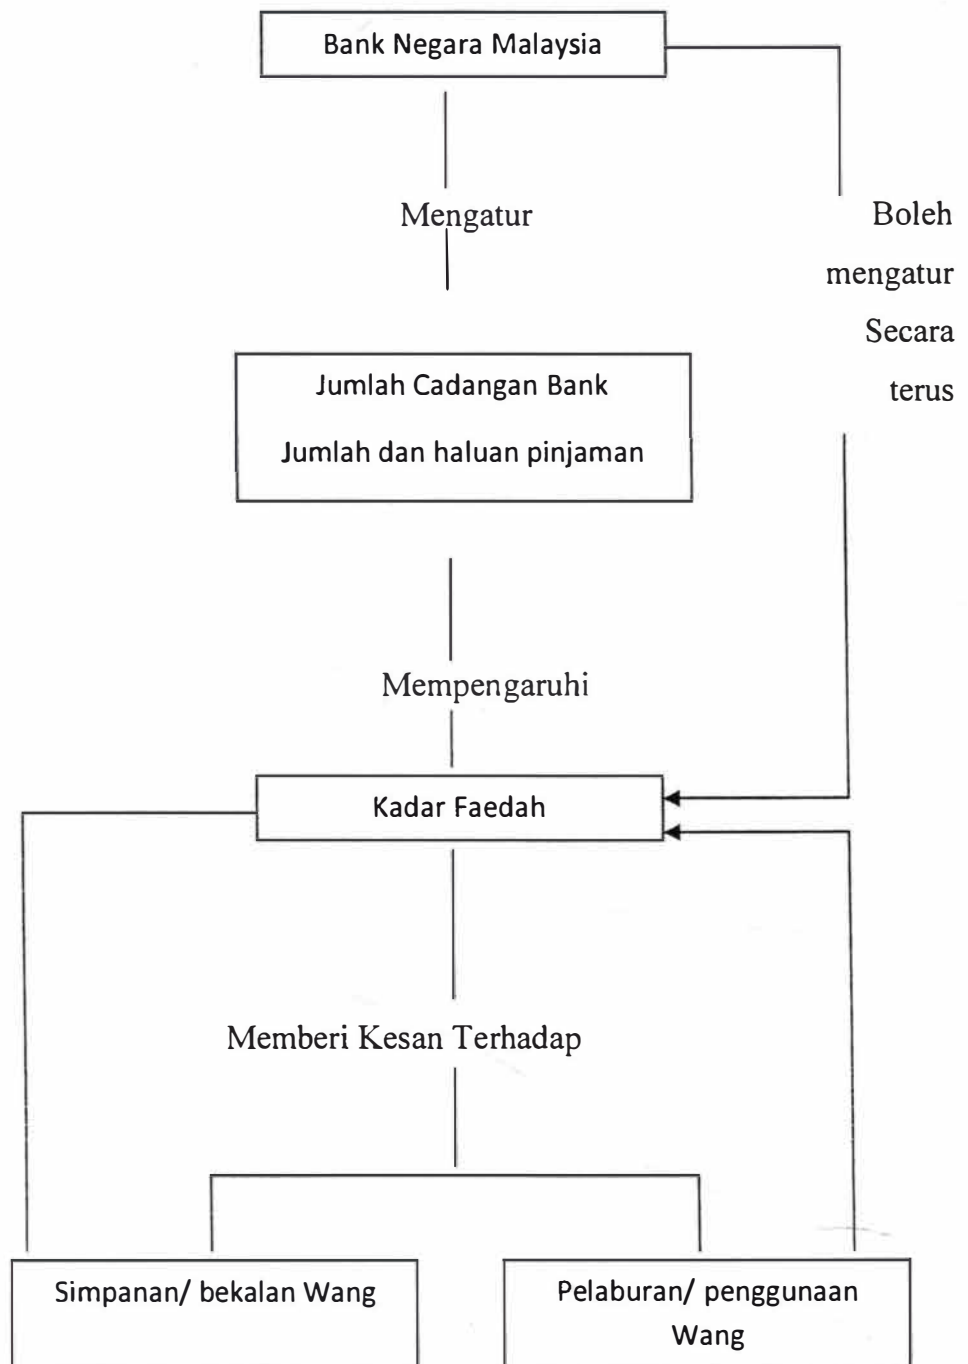 Bank Negara Malaysia
Mengatur
Boleh
mengatur
Secara
terus
Jumlah Cadangan Bank
Jumlah dan haluan pinjaman
Mempengaruhi
Kadar Faedah
Memberi Kesan Terhadap
Simpanan/ bekalan Wang
Pelaburan/ penggunaan
Wang